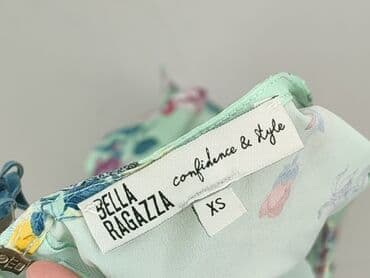 BELLA
RAGAZZA
confidence & style
XS